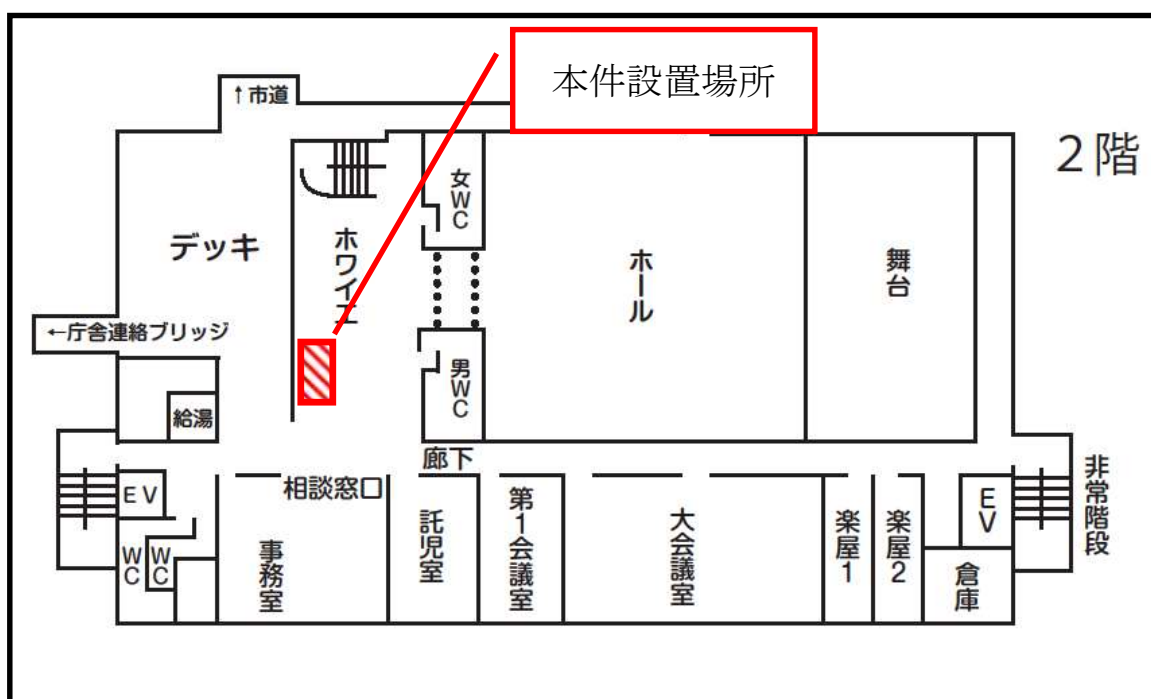 本件設置場所
↑市道
2階
女WC
デッキ
ホワイエ
ホール
舞台
←庁舎連絡ブリッジ
給湯
男WC
廊下
EV
相談窓口
WC
WC
事務室
託児室
第1会議室
大会議室
楽屋1
楽屋2
EV
倉庫
非常階段